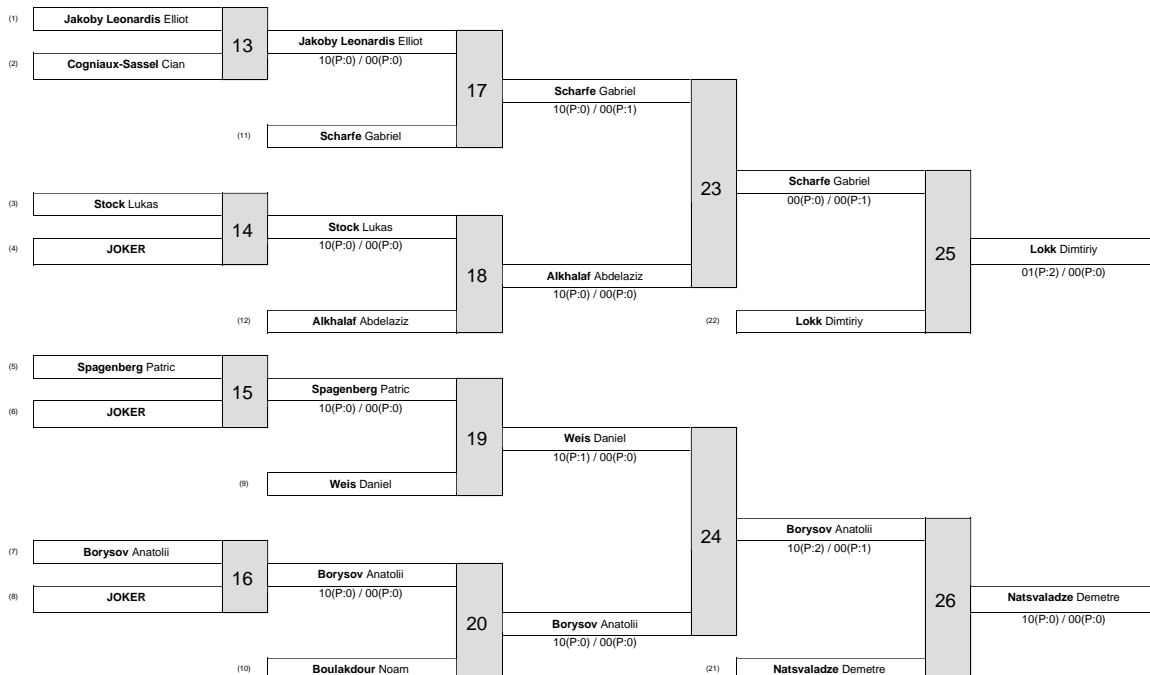 (1) Jakoby Leonardis Elliot
13
Jakoby Leonardis Elliot
(2) Cogniaux-Sassel Cian
10(P:0) / 00(P:0)
17
Scharfe Gabriel
10(P:0) / 00(P:1)
(11) Scharfe Gabriel
23
Scharfe Gabriel
00(P:0) / 00(P:1)
(3) Stock Lukas
14
Stock Lukas
(4) JOKER
10(P:0) / 00(P:0)
18
Alkhalaf Abdelaziz
10(P:0) / 00(P:0)
25
Lokk Dimtiriy
01(P:2) / 00(P:0)
(12) Alkhalaf Abdelaziz
(22) Lokk Dimtiriy
(5) Spagenberg Patric
15
Spagenberg Patric
(6) JOKER
10(P:0) / 00(P:0)
19
Weis Daniel
10(P:1) / 00(P:0)
(9) Weis Daniel
24
Borysov Anatolii
10(P:2) / 00(P:1)
(7) Borysov Anatolii
16
Borysov Anatolii
(8) JOKER
10(P:0) / 00(P:0)
20
Borysov Anatolii
10(P:0) / 00(P:0)
26
Natsvaladze Demetre
10(P:0) / 00(P:0)
(10) Boulakdour Noam
(21) Natsvaladze Demetre